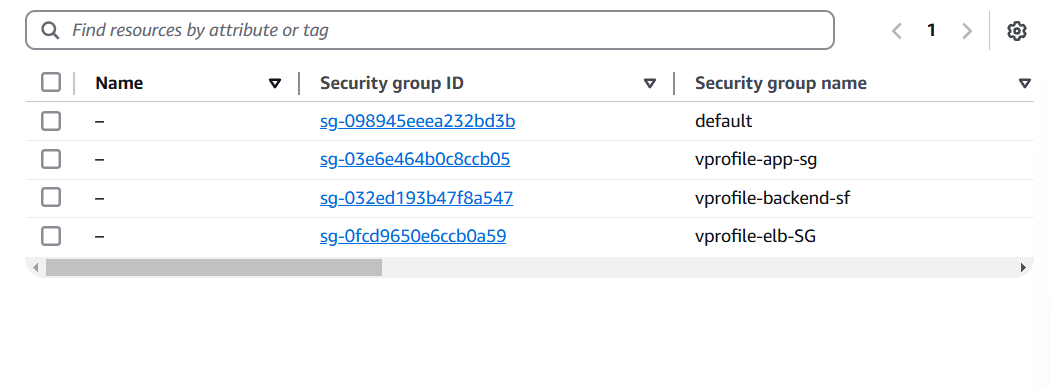 Find resources by attribute or tag 1
Name Security group ID Security group name
– sg-098945eeea232bd3b default
– sg-03e6e464b0c8ccb05 vprofile-app-sg
– sg-032ed193b47f8a547 vprofile-backend-sf
– sg-0fcd9650e6ccb0a59 vprofile-elb-SG